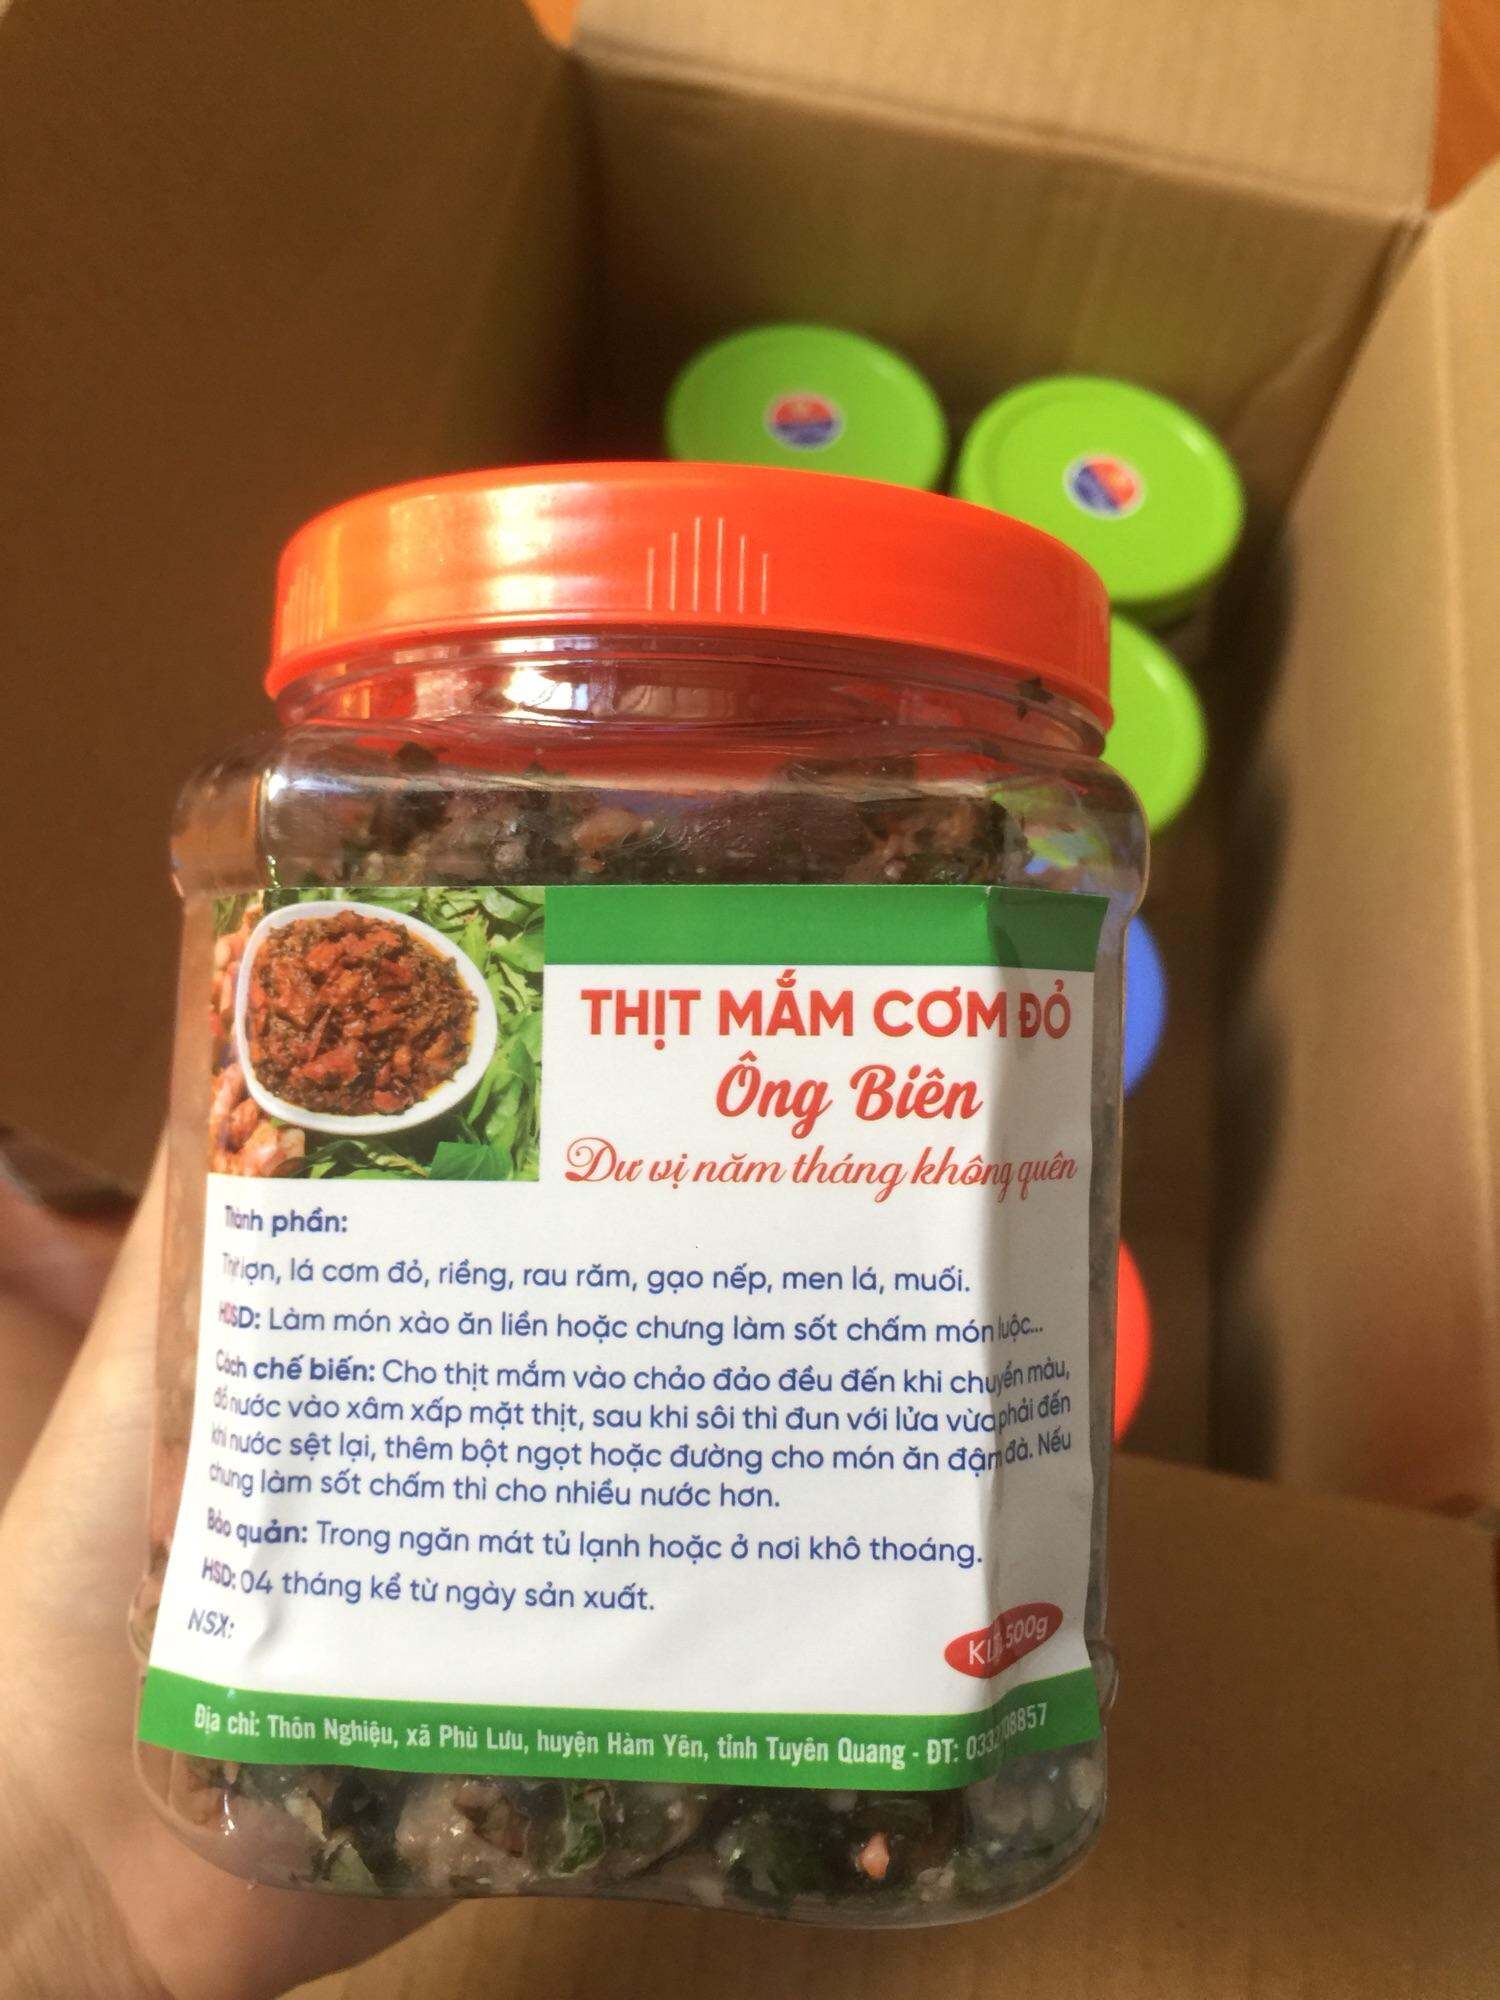 THỊT MẮM CƠM ĐỎ
Ông Biên
Dư vị năm tháng không quên
Thành phần:
Thịt lợn, lá cơm đỏ, riềng, rau răm, gạo nếp, men lá, muối.
HDSD: Làm món xào ăn liền hoặc chưng làm sốt chấm món luộc...
Cách chế biến: Cho thịt mắm vào chảo đảo đều đến khi chuyển màu,
đổ nước vào xâm xấp mặt thịt, sau khi sôi thì đun với lửa vừa phải đến
khi nước sệt lại, thêm bột ngọt hoặc đường cho món ăn đậm đà. Nếu
chưng làm sốt chấm thì cho nhiều nước hơn.
Bảo quản: Trong ngăn mát tủ lạnh hoặc ở nơi khô thoáng.
HSD: 04 tháng kể từ ngày sản xuất.
NSX:
500g
Địa chỉ: Thôn Nghiệu, xã Phù Lưu, huyện Hàm Yên, tỉnh Tuyên Quang - ĐT: